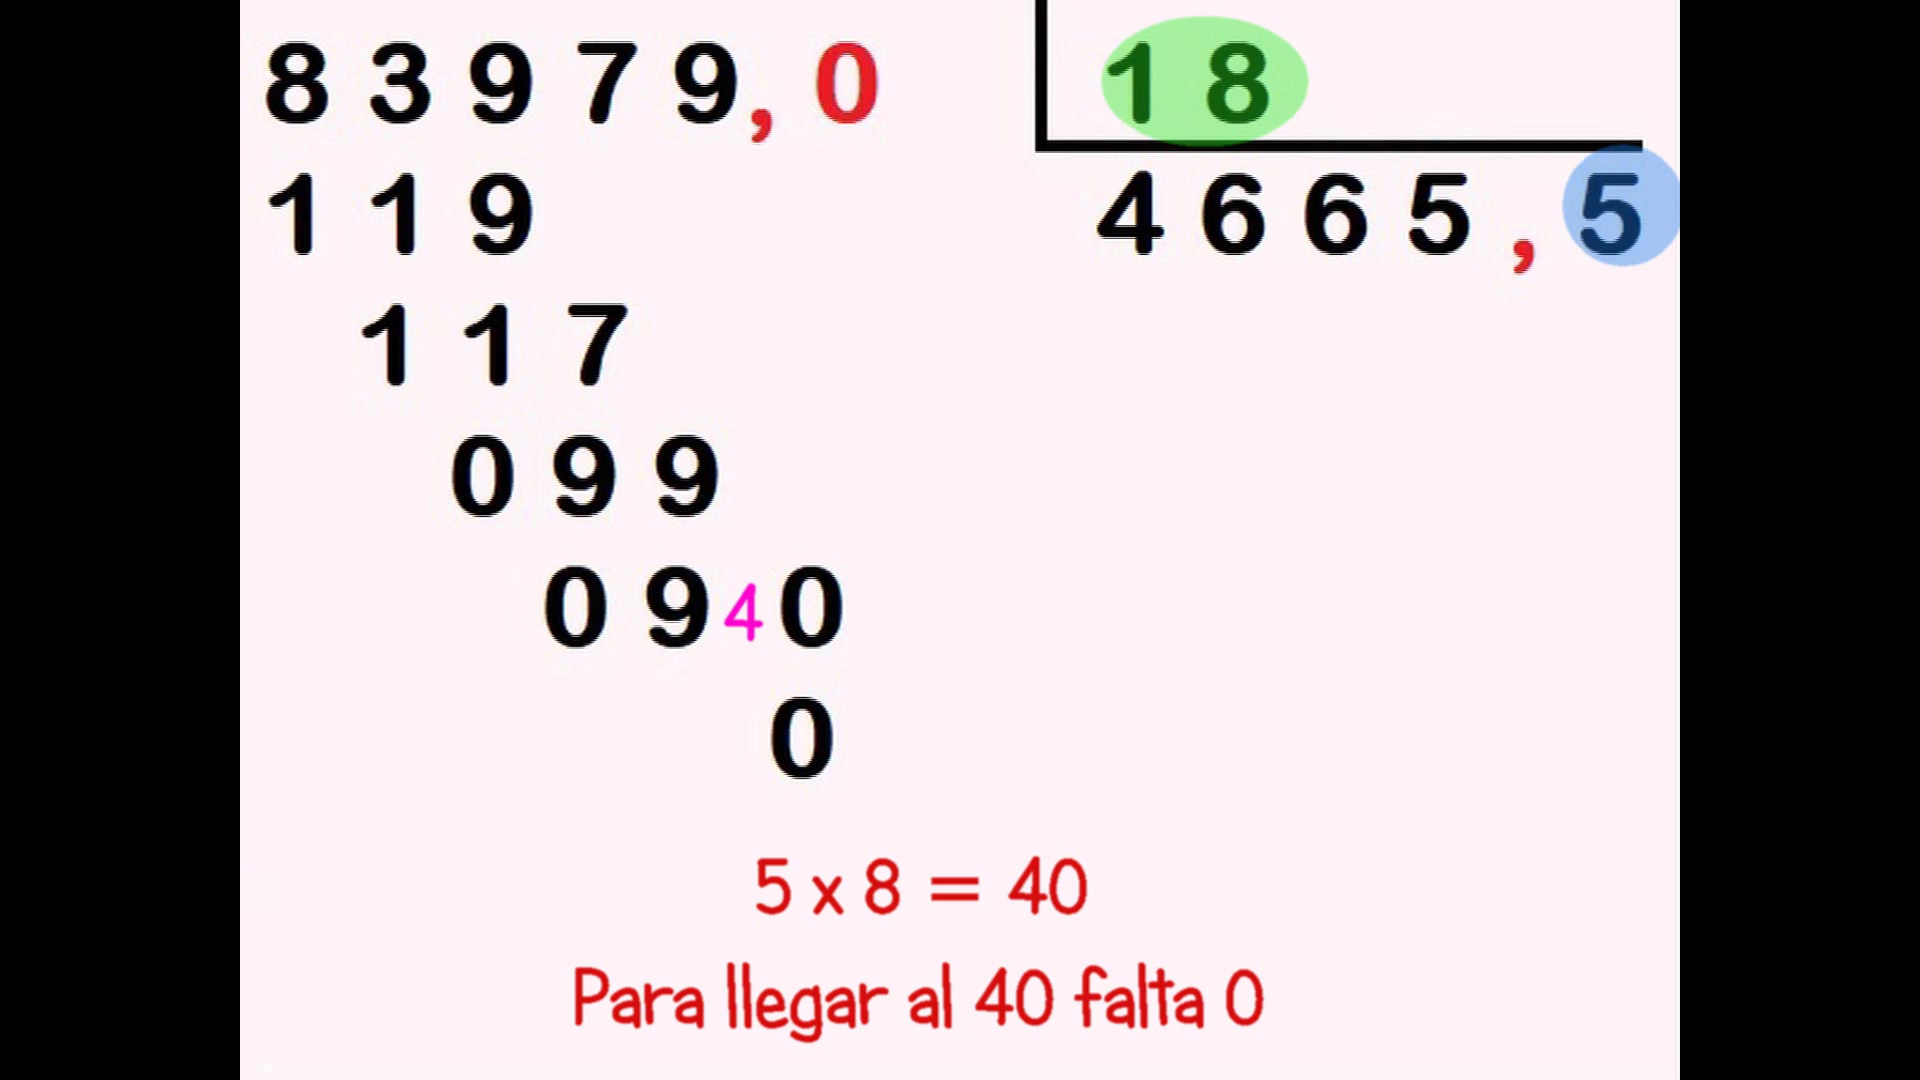 8 3 9 7 9 , 0 1 8
1 1 9 4 6 6 5 , 5
1 1 7
0 9 9
0 9 4 0
0
5 x 8 = 40
Para llegar al 40 falta 0